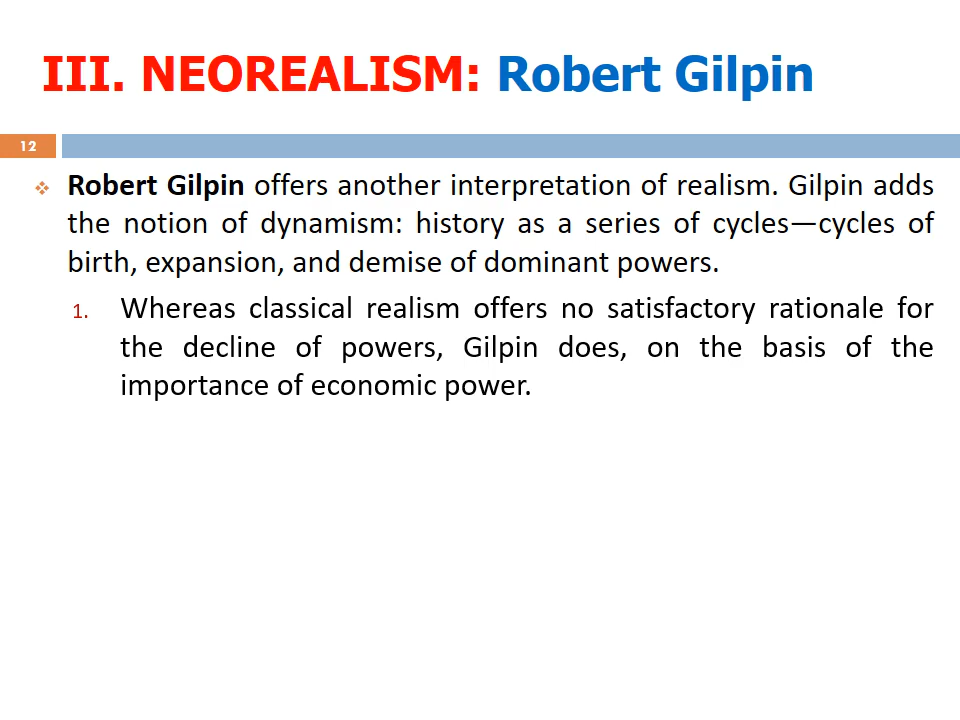 III. NEOREALISM: Robert Gilpin
12
❖ Robert Gilpin offers another interpretation of realism. Gilpin adds
the notion of dynamism: history as a series of cycles—cycles of
birth, expansion, and demise of dominant powers.
1. Whereas classical realism offers no satisfactory rationale for
the decline of powers, Gilpin does, on the basis of the
importance of economic power.